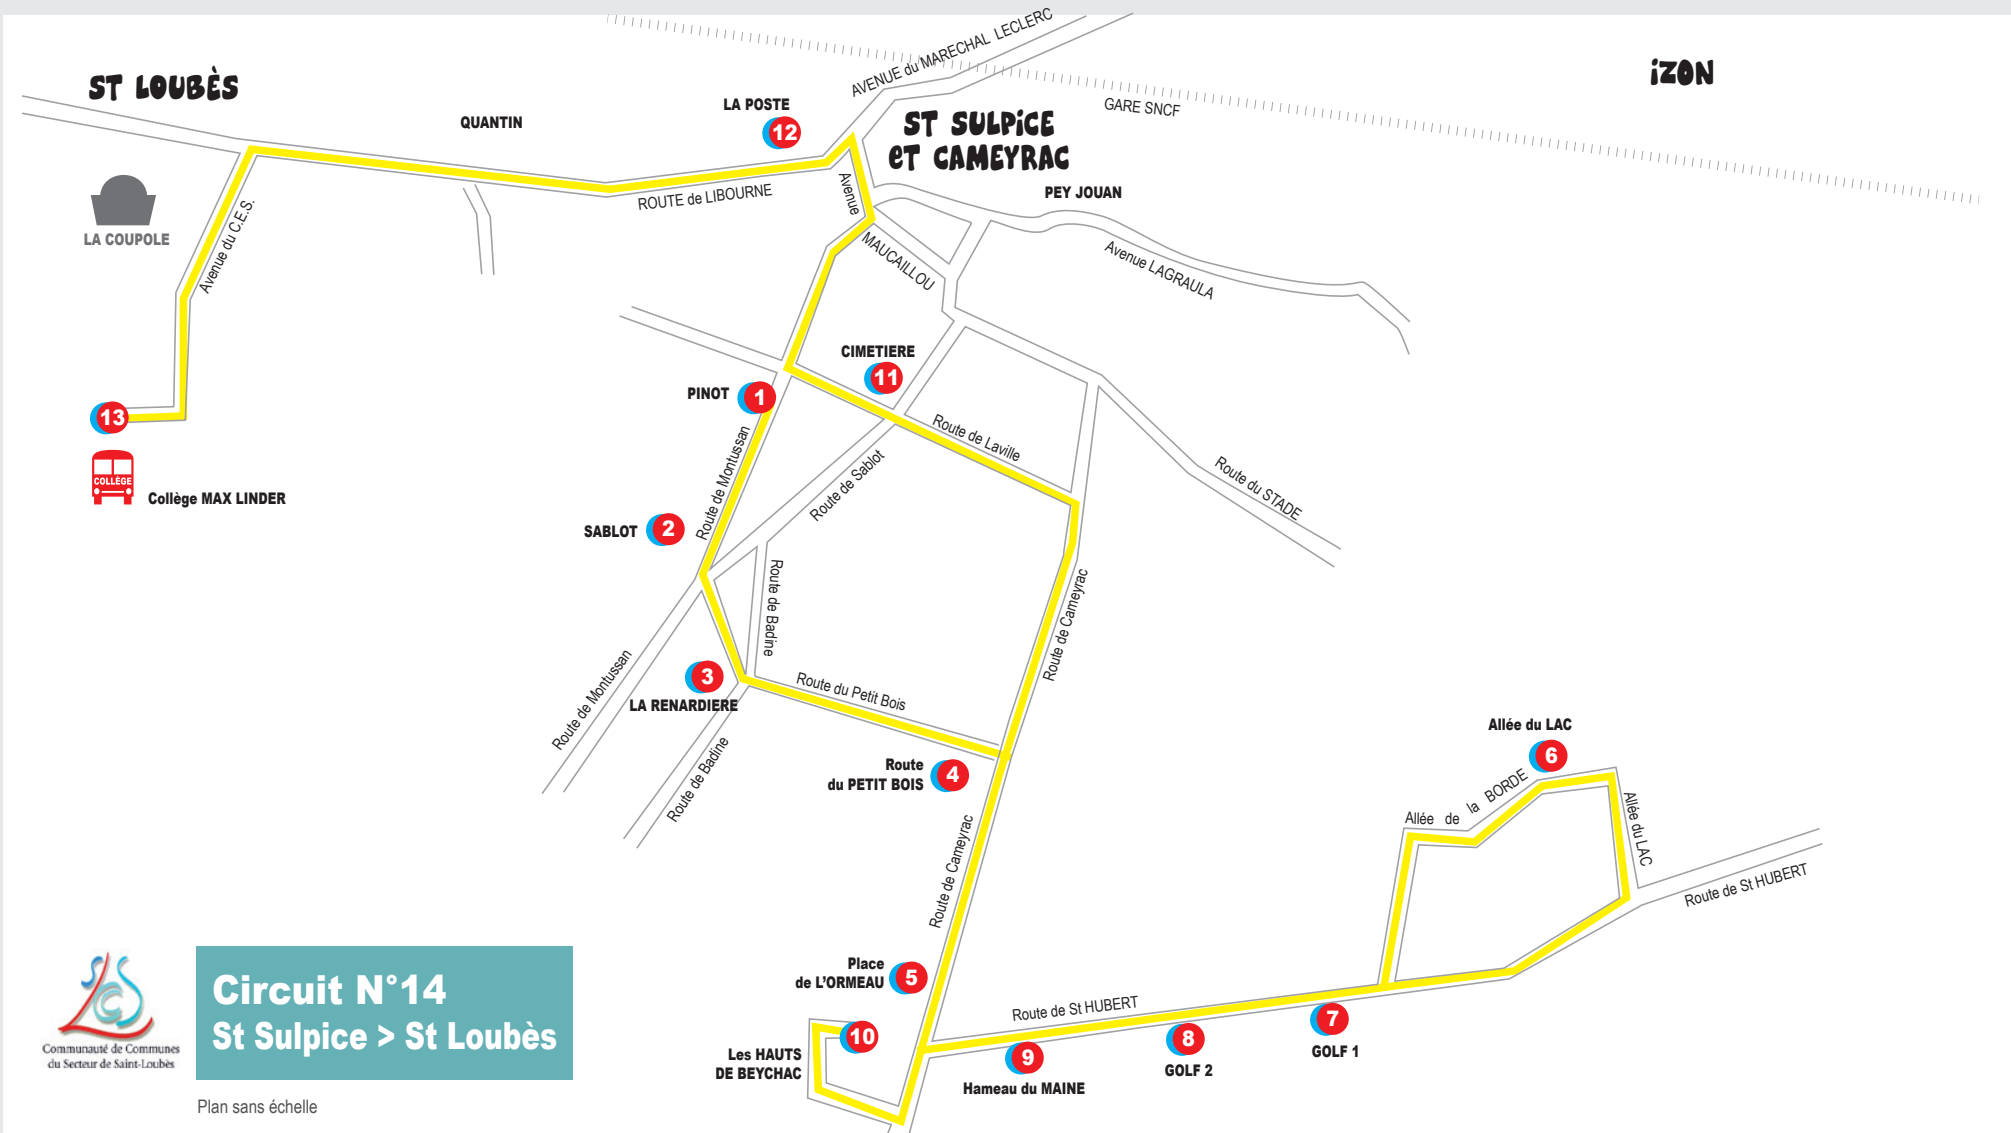 AVENUE du MARECHAL LECLERC
ST LOUBÈS
iZON
LA POSTE
12
GARE SNCF
QUANTIN
ST SULPiCE
eT CAMEYRAC
PEY JOUAN
ROUTE de LIBOURNE
Avenue
MAUCAILLOU
Avenue LAGRAULA
LA COUPOLE
Avenue du C.E.S.
CIMETIERE
11
PINOT
1
13
COLLÈGE
Collège MAX LINDER
Route de Montussan
Route de Sablot
Route de Laville
Route du STADE
SABLOT
2
Route de Badine
Route de Cameyrac
3
LA RENARDIERE
Route de Montussan
Route de Badine
Route du Petit Bois
Route
du PETIT BOIS
4
Allée du LAC
6
Allée de la BORDE
Allée du LAC
Route de St HUBERT
Route de Cameyrac
Place
de L'ORMEAU
5
Route de St HUBERT
10
Les HAUTS
DE BEYCHAC
9
Hameau du MAINE
8
GOLF 2
7
GOLF 1
Communauté de Communes
du Secteur de Saint-Loubès
Circuit N°14
St Sulpice > St Loubès
Plan sans échelle